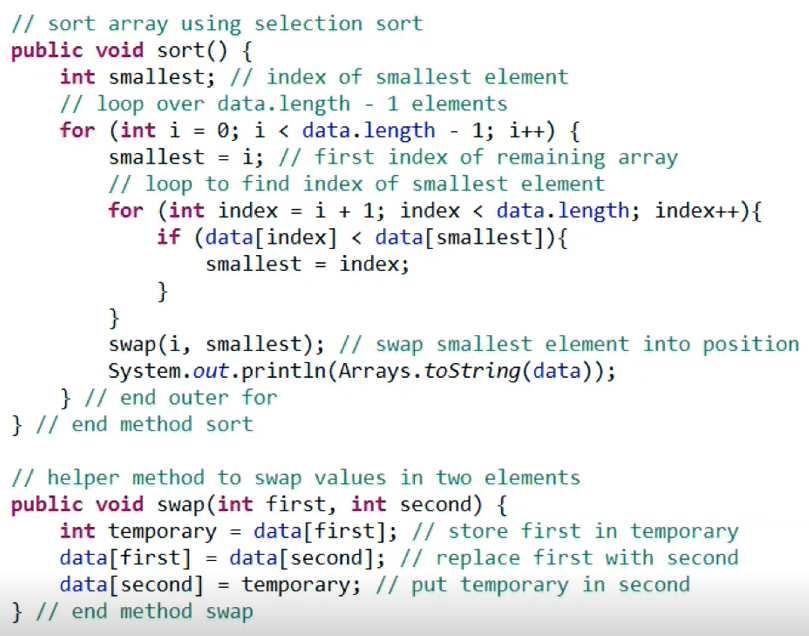 // sort array using selection sort
public void sort() {
    int smallest; // index of smallest element
    // loop over data.length - 1 elements
    for (int i = 0; i < data.length - 1; i++) {
        smallest = i; // first index of remaining array
        // loop to find index of smallest element
        for (int index = i + 1; index < data.length; index++){
            if (data[index] < data[smallest]){
                smallest = index;
            }
        }
        swap(i, smallest); // swap smallest element into position
        System.out.println(Arrays.toString(data));
    } // end outer for
} // end method sort

// helper method to swap values in two elements
public void swap(int first, int second) {
    int temporary = data[first]; // store first in temporary
    data[first] = data[second]; // replace first with second
    data[second] = temporary; // put temporary in second
} // end method swap